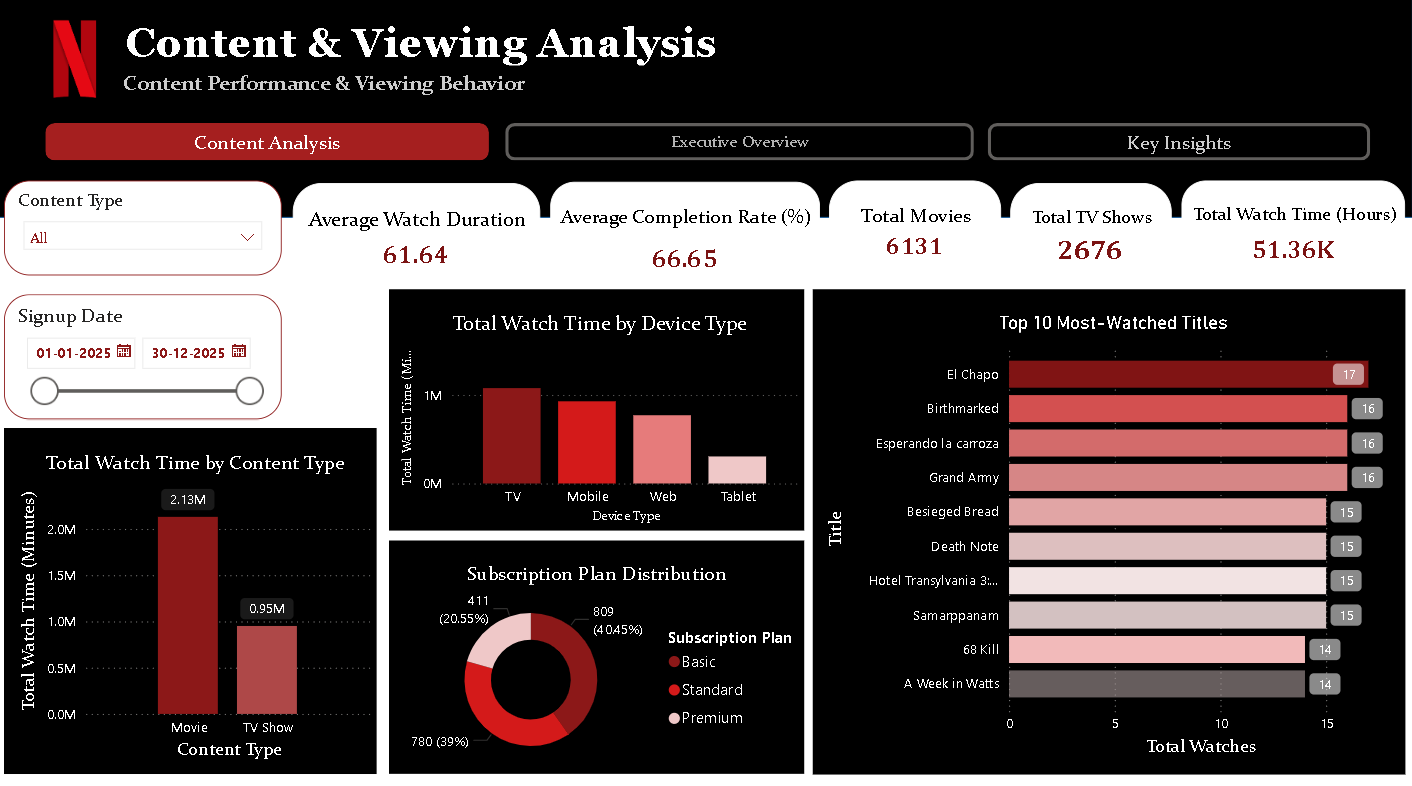 Content & Viewing Analysis
Content Performance & Viewing Behavior
Content Analysis
Executive Overview
Key Insights
Content Type
All
Average Watch Duration
61.64
Average Completion Rate (%)
66.65
Total Movies
6131
Total TV Shows
2676
Total Watch Time (Hours)
51.36K
Signup Date
01-01-2025
30-12-2025
Total Watch Time by Content Type
Total Watch Time (Minutes)
2.0M
1.5M
1.0M
0.5M
0.0M
2.13M
0.95M
Movie
TV Show
Content Type
Total Watch Time by Device Type
Total Watch Time (Mi...
1M
0M
TV
Mobile
Web
Tablet
Device Type
Subscription Plan Distribution
411
(20.55%)
809
(40.45%)
780 (39%)
Subscription Plan
Basic
Standard
Premium
Top 10 Most-Watched Titles
Title
El Chapo 17
Birthmarked 16
Esperando la carroza 16
Grand Army 16
Besieged Bread 15
Death Note 15
Hotel Transylvania 3:... 15
Samarppanam 15
68 Kill 14
A Week in Watts 14
0 5 10 15
Total Watches